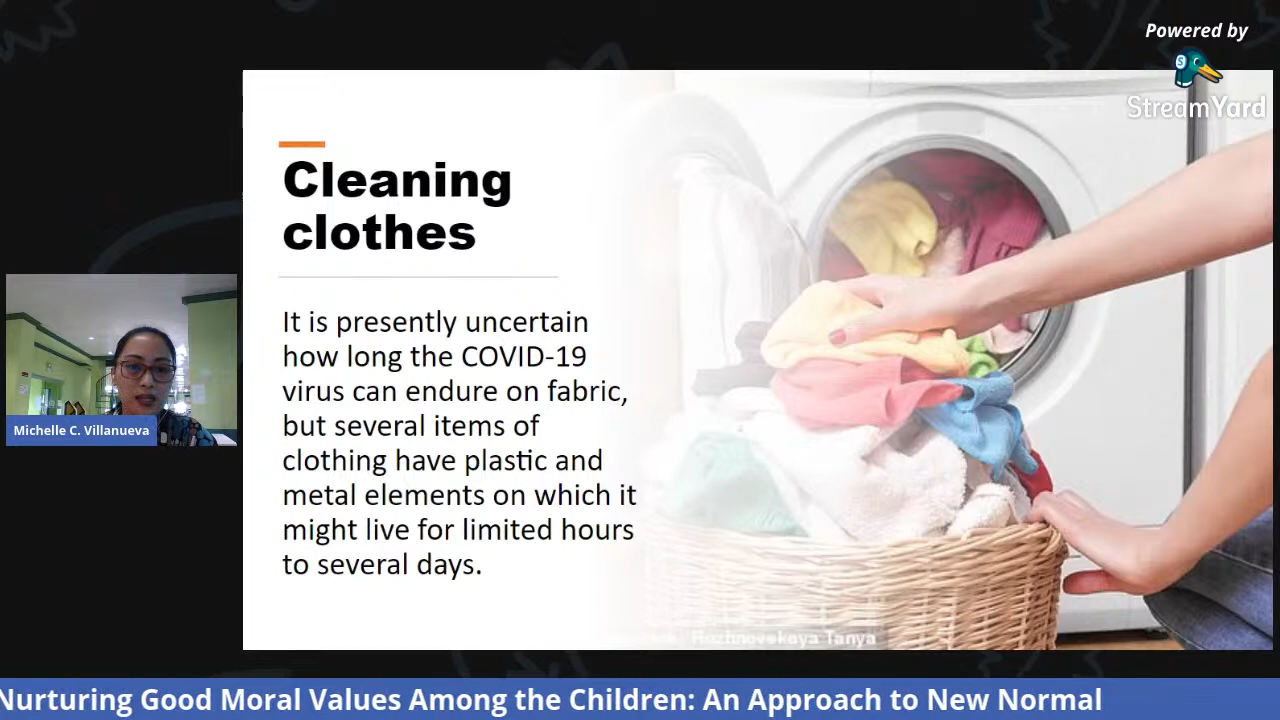 Powered by
StreamYard
Cleaning
clothes
It is presently uncertain
how long the COVID-19
virus can endure on fabric,
but several items of
clothing have plastic and
metal elements on which it
might live for limited hours
to several days.
Michelle C. Villanueva
Rozhnovskaya Tanya
Nurturing Good Moral Values Among the Children: An Approach to New Normal